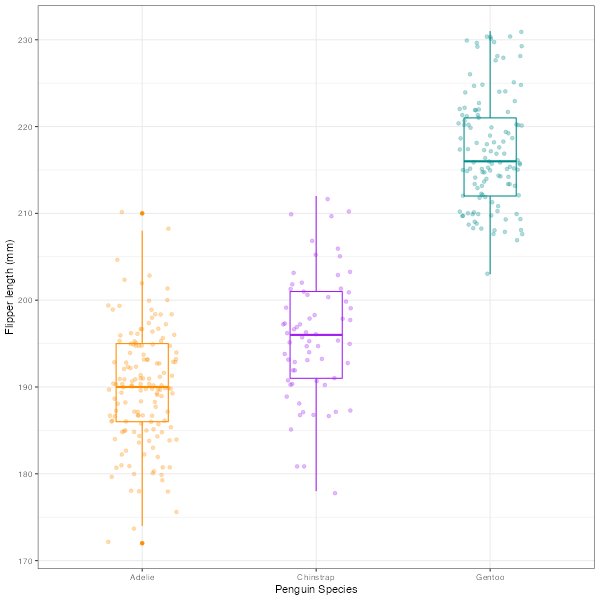 Flipper length (mm)
230
220
210
200
190
180
170
Adelie
Chinstrap
Gentoo
Penguin Species